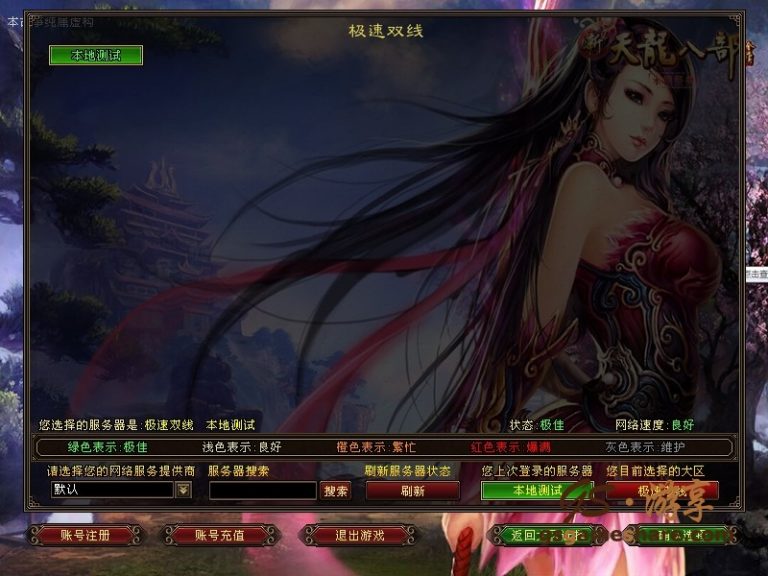 极速双线
新天龍八部
本地测试
您选择的服务器是:极速双线 本地测试 状态:极佳 网络速度:良好
绿色表示:极佳 浅色表示:良好 橙色表示:繁忙 红色表示:爆满 灰色表示:维护
请选择您的网络服务提供商 服务器搜索 刷新服务器状态 您上次登录的服务器 您目前选择的大区
默认 搜索 刷新 本地测试 极速双线
游享
账号注册 账号充值 退出游戏